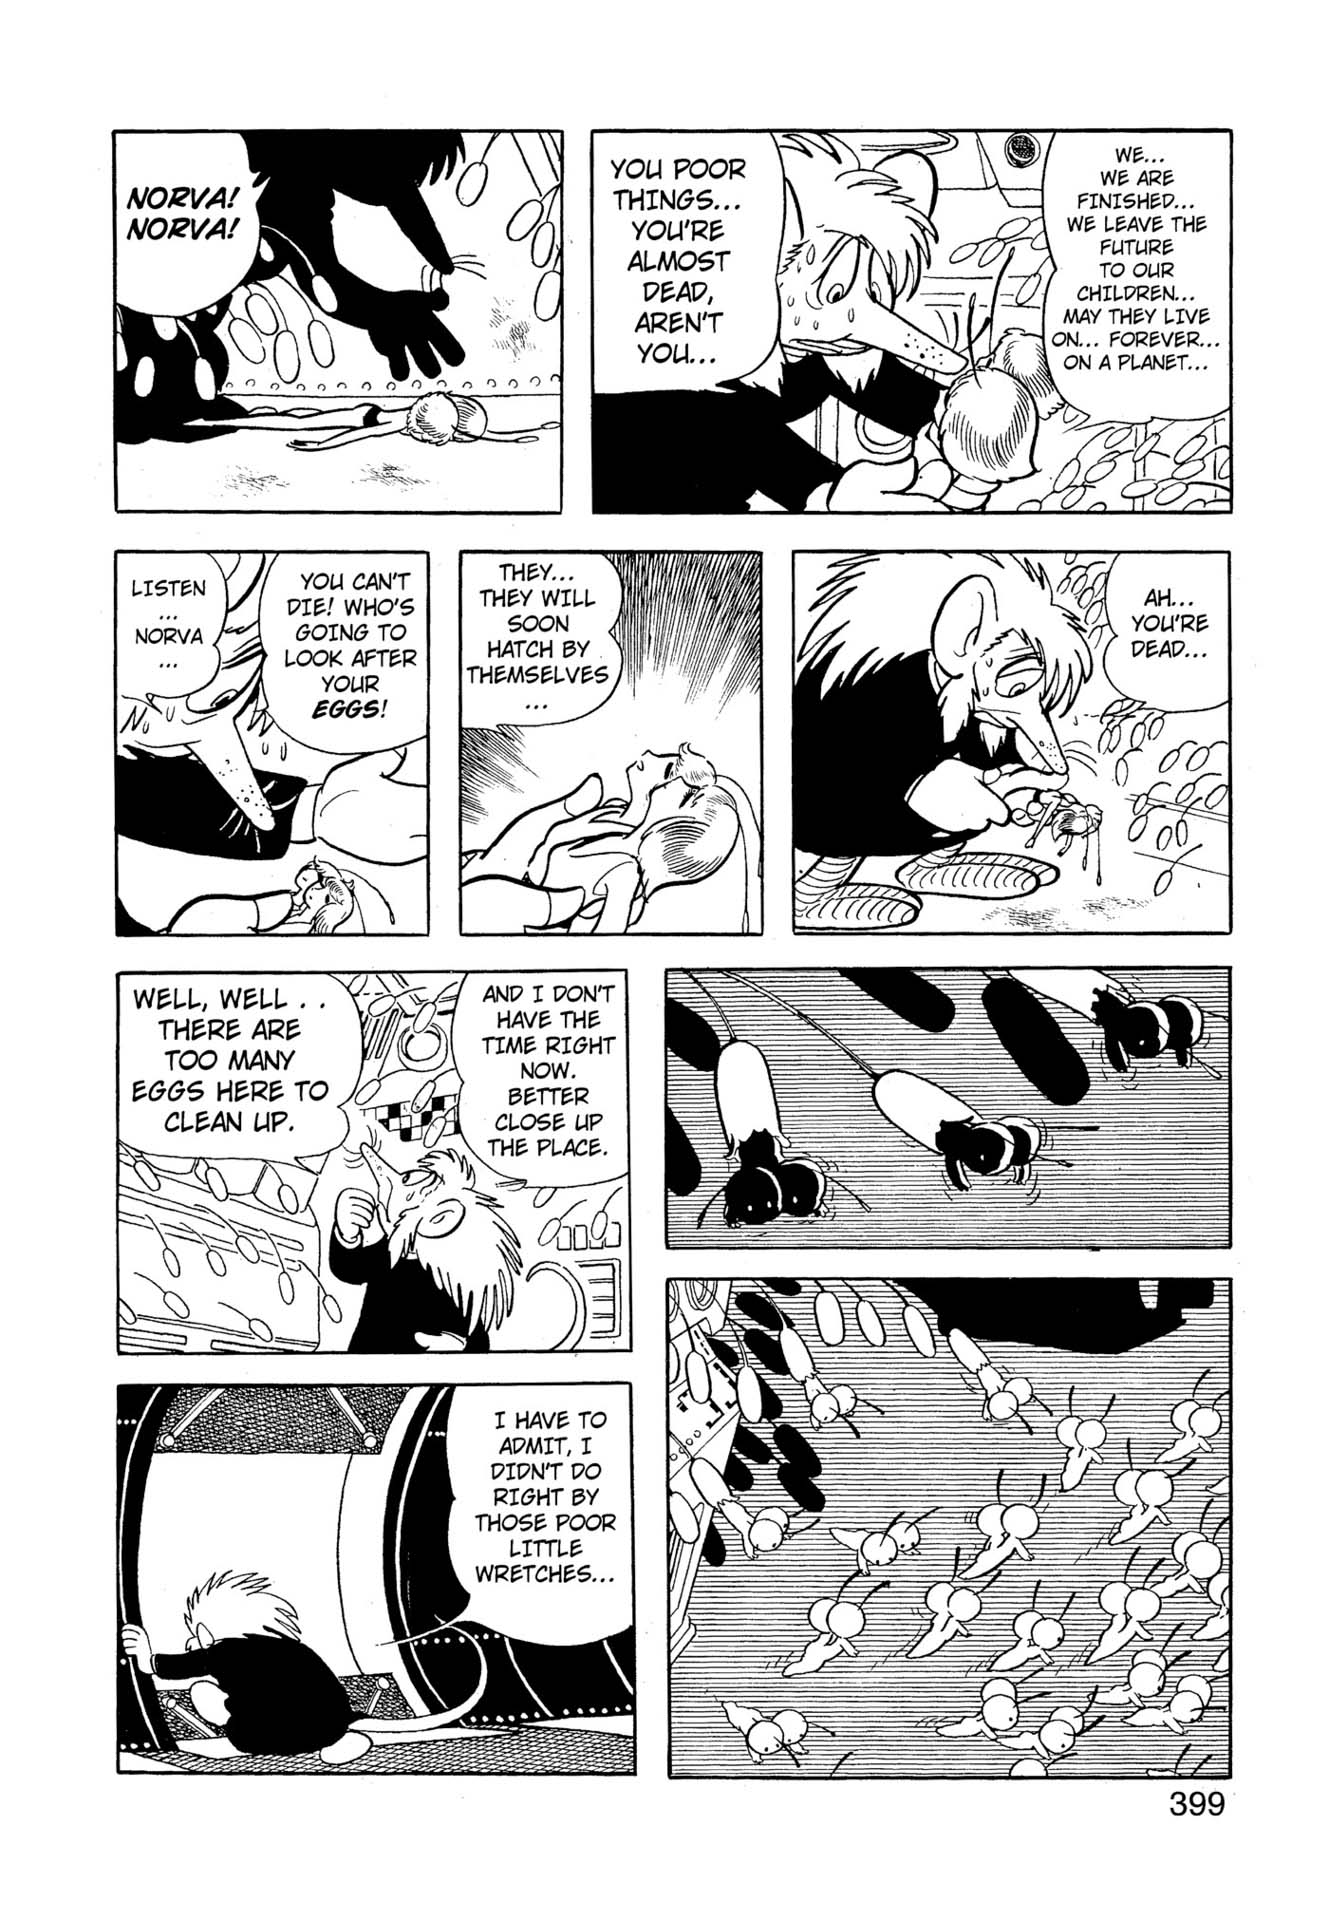 NORVA!
NORVA!
YOU POOR
THINGS...
YOU'RE
ALMOST
DEAD,
AREN'T
YOU...
WE...
WE ARE
FINISHED...
WE LEAVE THE
FUTURE
TO OUR
CHILDREN...
MAY THEY LIVE
ON... FOREVER...
ON A PLANET...
LISTEN
...
NORVA
...
YOU CAN'T
DIE! WHO'S
GOING TO
LOOK AFTER
YOUR
EGGS!
THEY...
THEY WILL
SOON
HATCH BY
THEMSELVES
...
AH...
YOU'RE
DEAD...
WELL, WELL . .
THERE ARE
TOO MANY
EGGS HERE TO
CLEAN UP.
AND I DON'T
HAVE THE
TIME RIGHT
NOW.
BETTER
CLOSE UP
THE PLACE.
I HAVE TO
ADMIT, I
DIDN'T DO
RIGHT BY
THOSE POOR
LITTLE
WRETCHES...
399